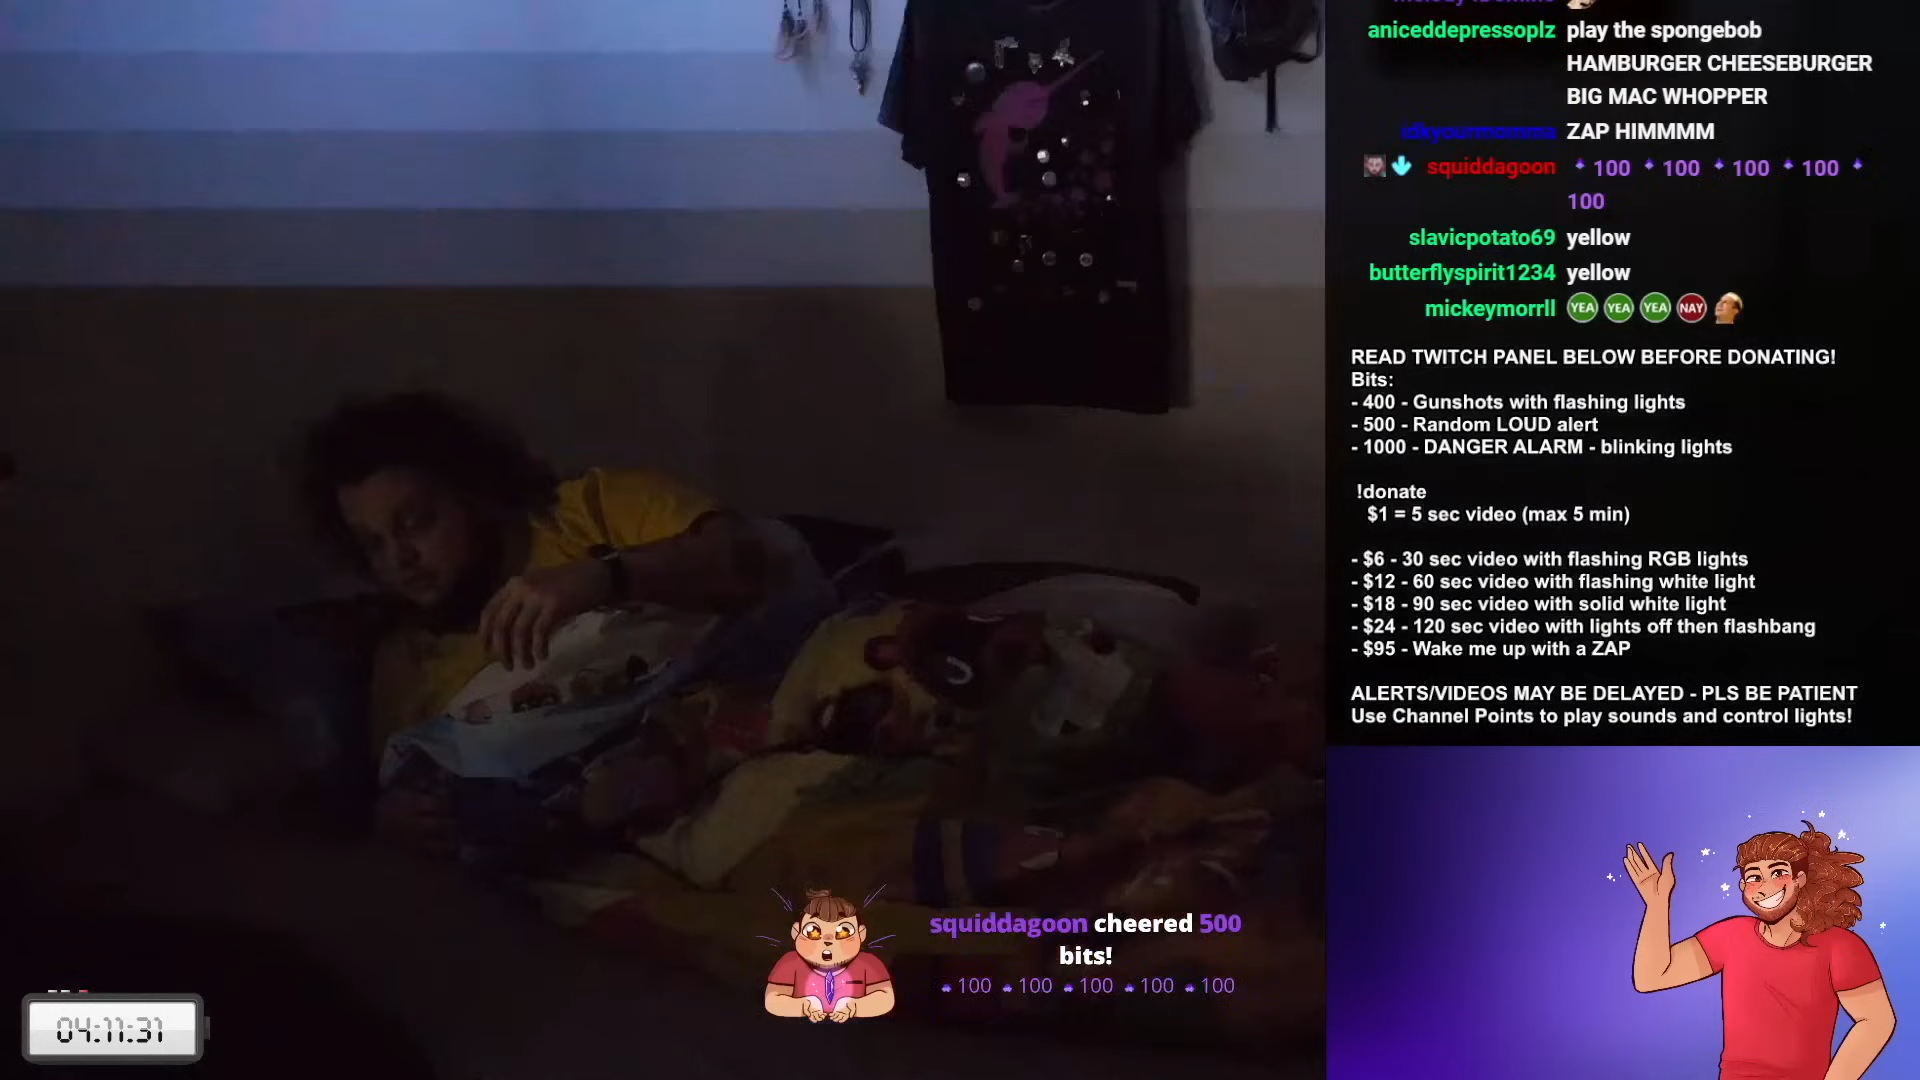 aniceddepressoplz play the spongebob
HAMBURGER CHEESEBURGER
BIG MAC WHOPPER
idkyourmomma ZAP HIMMMM
squiddagoon 100 100 100 100
100
slavicpotato69 yellow
butterflyspirit1234 yellow
mickeymorrll YEA YEA YEA NAY
READ TWITCH PANEL BELOW BEFORE DONATING!
Bits:
- 400 - Gunshots with flashing lights
- 500 - Random LOUD alert
- 1000 - DANGER ALARM - blinking lights
!donate
$1 = 5 sec video (max 5 min)
- $6 - 30 sec video with flashing RGB lights
- $12 - 60 sec video with flashing white light
- $18 - 90 sec video with solid white light
- $24 - 120 sec video with lights off then flashbang
- $95 - Wake me up with a ZAP
ALERTS/VIDEOS MAY BE DELAYED - PLS BE PATIENT
Use Channel Points to play sounds and control lights!
squiddagoon cheered 500
bits!
100 100 100 100 100
04:11:31